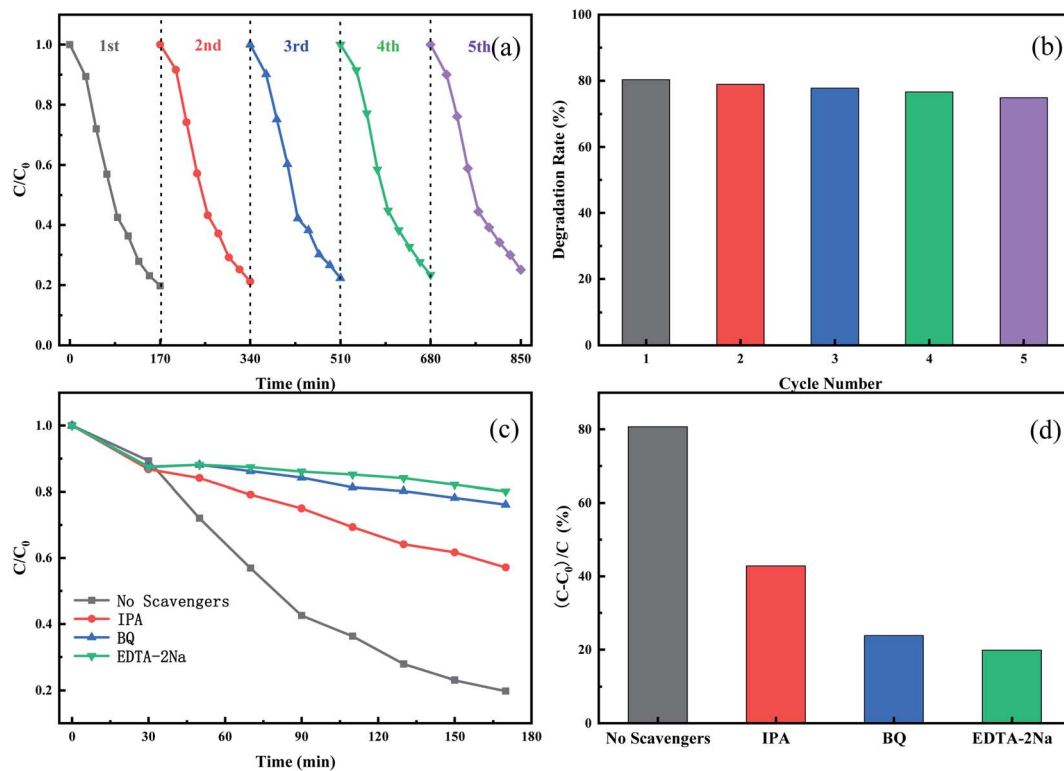 1.0
0.8
0.6
0.4
0.2
0.0
C/C₀
1st
2nd
3rd
4th
5th
(a)
0
170
340
510
680
850
Time (min)
100
80
60
40
20
0
Degradation Rate (%)
(b)
1
2
3
4
5
Cycle Number
1.0
0.8
0.6
0.4
0.2
C/C₀
(c)
No Scavengers
IPA
BQ
EDTA-2Na
0
30
60
90
120
150
180
Time (min)
80
60
40
20
0
(C-C₀)/C (%)
(d)
No Scavengers
IPA
BQ
EDTA-2Na